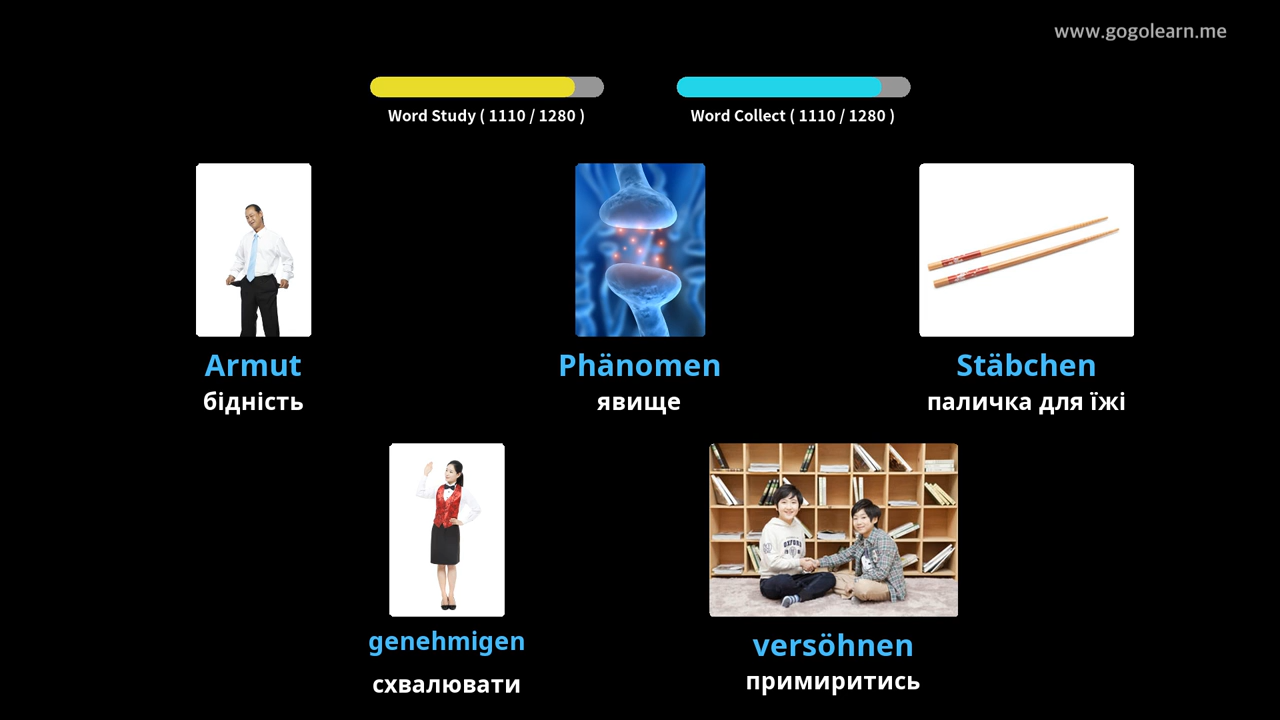 www.gogolearn.me
Word Study ( 1110 / 1280 )
Word Collect ( 1110 / 1280 )
Armut
бідність
Phänomen
явище
Stäbchen
паличка для їжі
OXFORD
genehmigen
схвалювати
versöhnen
примиритись